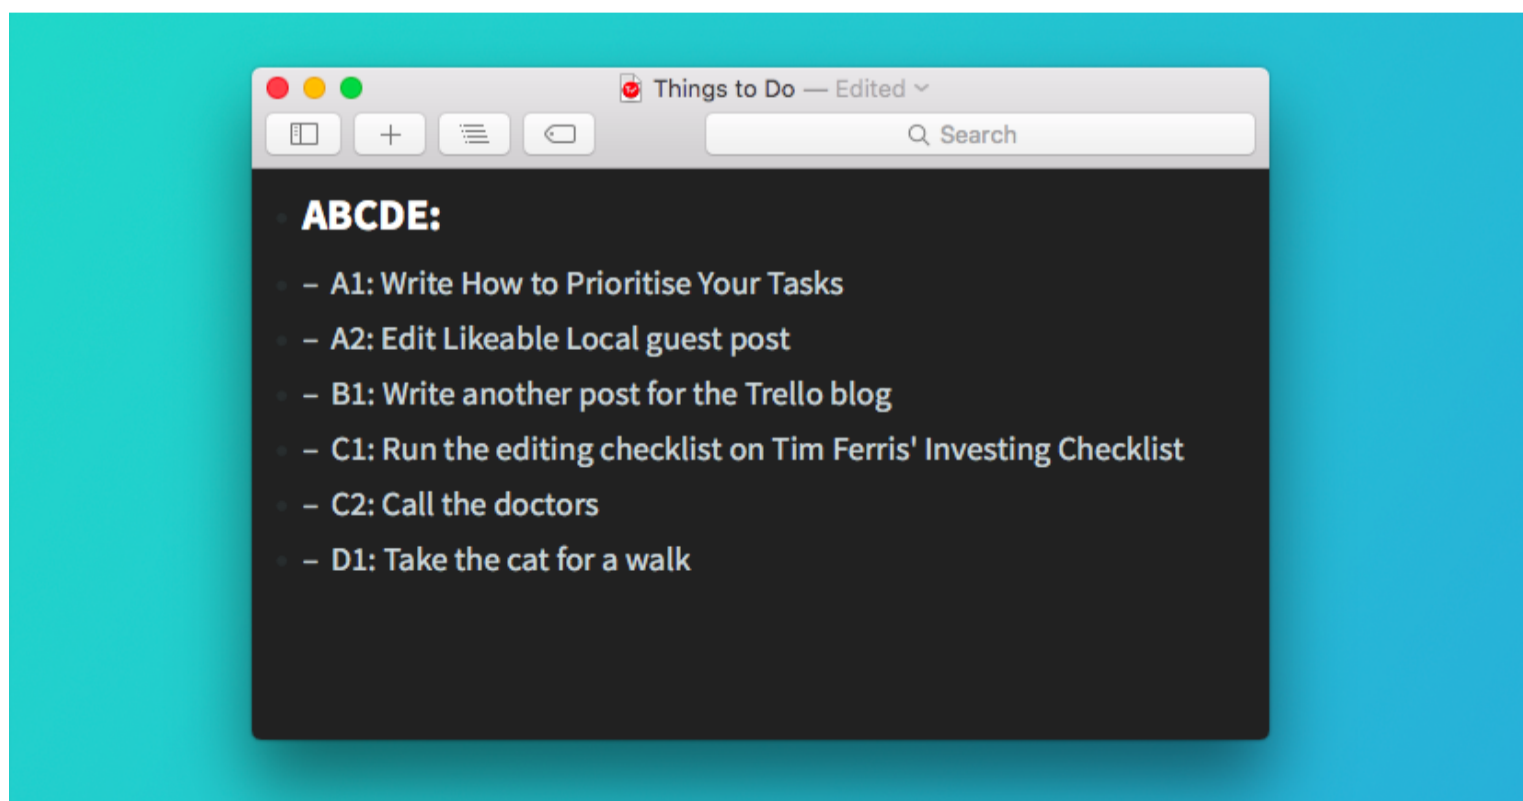 Things to Do — Edited
Search
ABCDE:
– A1: Write How to Prioritise Your Tasks
– A2: Edit Likeable Local guest post
– B1: Write another post for the Trello blog
– C1: Run the editing checklist on Tim Ferris' Investing Checklist
– C2: Call the doctors
– D1: Take the cat for a walk